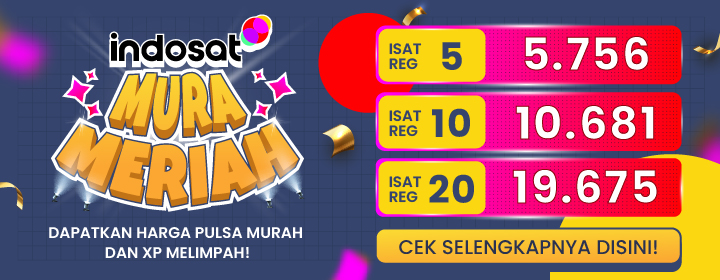 indosat
MURA
MERIAH
DAPATKAN HARGA PULSA MURAH
DAN XP MELIMPAH!
ISAT REG 5 5.756
ISAT REG 10 10.681
ISAT REG 20 19.675
CEK SELENGKAPNYA DISINI!